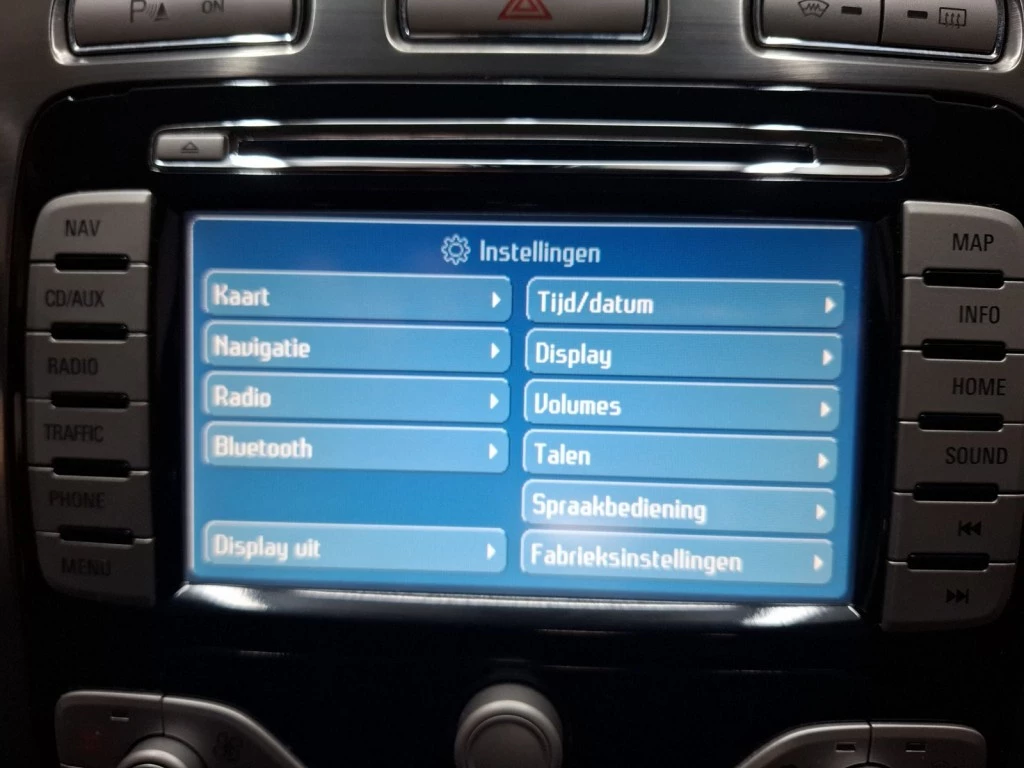 P ON
NAV
CD/AUX
RADIO
TRAFFIC
PHONE
MENU
Instellingen
Kaart
Navigatie
Radio
Bluetooth
Display uit
Tijd/datum
Display
Volumes
Talen
Spraakbediening
Fabrieksinstellingen
MAP
INFO
HOME
SOUND